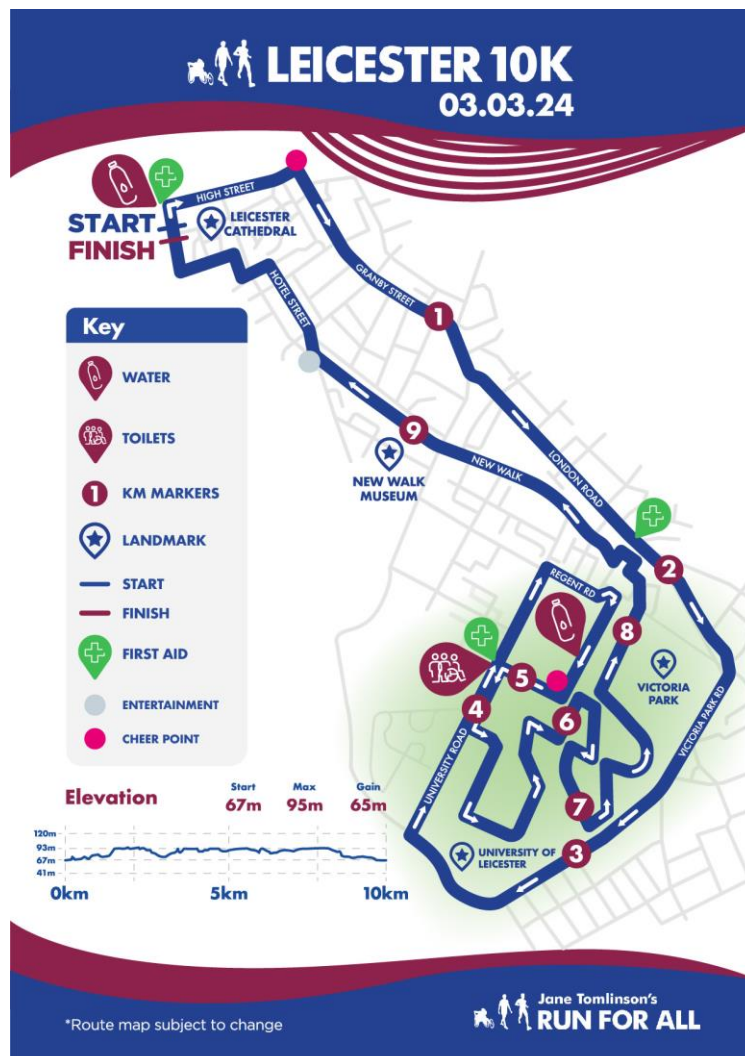 LEICESTER 10K
03.03.24
START
FINISH
HIGH STREET
LEICESTER
CATHEDRAL
HOTEL STREET
GRANBY STREET
1
LONDON ROAD
9
NEW WALK
NEW WALK
MUSEUM
2
REGENT RD
8
5
4
6
VICTORIA
PARK
VICTORIA PARK RD
UNIVERSITY ROAD
7
3
UNIVERSITY OF
LEICESTER
Key
WATER
TOILETS
1 KM MARKERS
LANDMARK
START
FINISH
FIRST AID
ENTERTAINMENT
CHEER POINT
Elevation
Start Max Gain
67m 95m 65m
120m
93m
67m
41m
0km 5km 10km
*Route map subject to change
Jane Tomlinson's
RUN FOR ALL